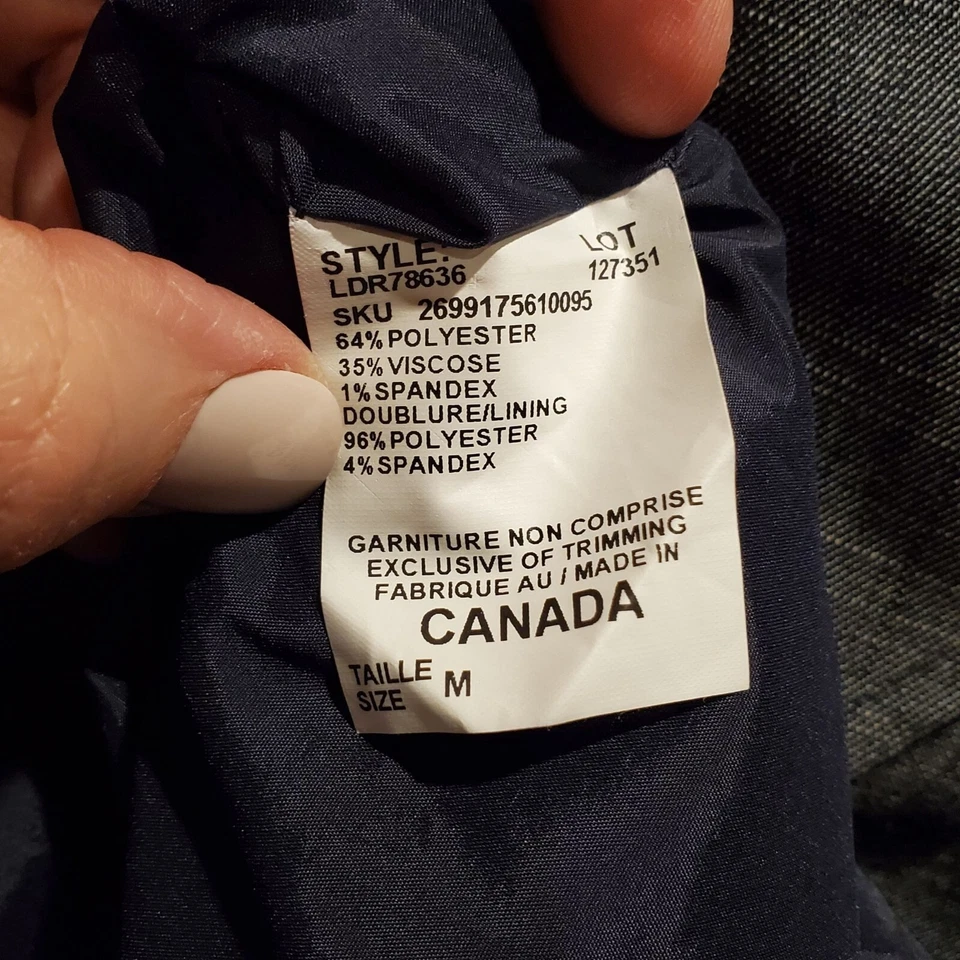 STYLE: LOT
LDR78636 127351
SKU 2699175610095
64% POLYESTER
35% VISCOSE
1% SPANDEX
DOUBLURE/LINING
96% POLYESTER
4% SPANDEX
GARNITURE NON COMPRISE
EXCLUSIVE OF TRIMMING
FABRIQUE AU / MADE IN
CANADA
TAILLE
SIZE M